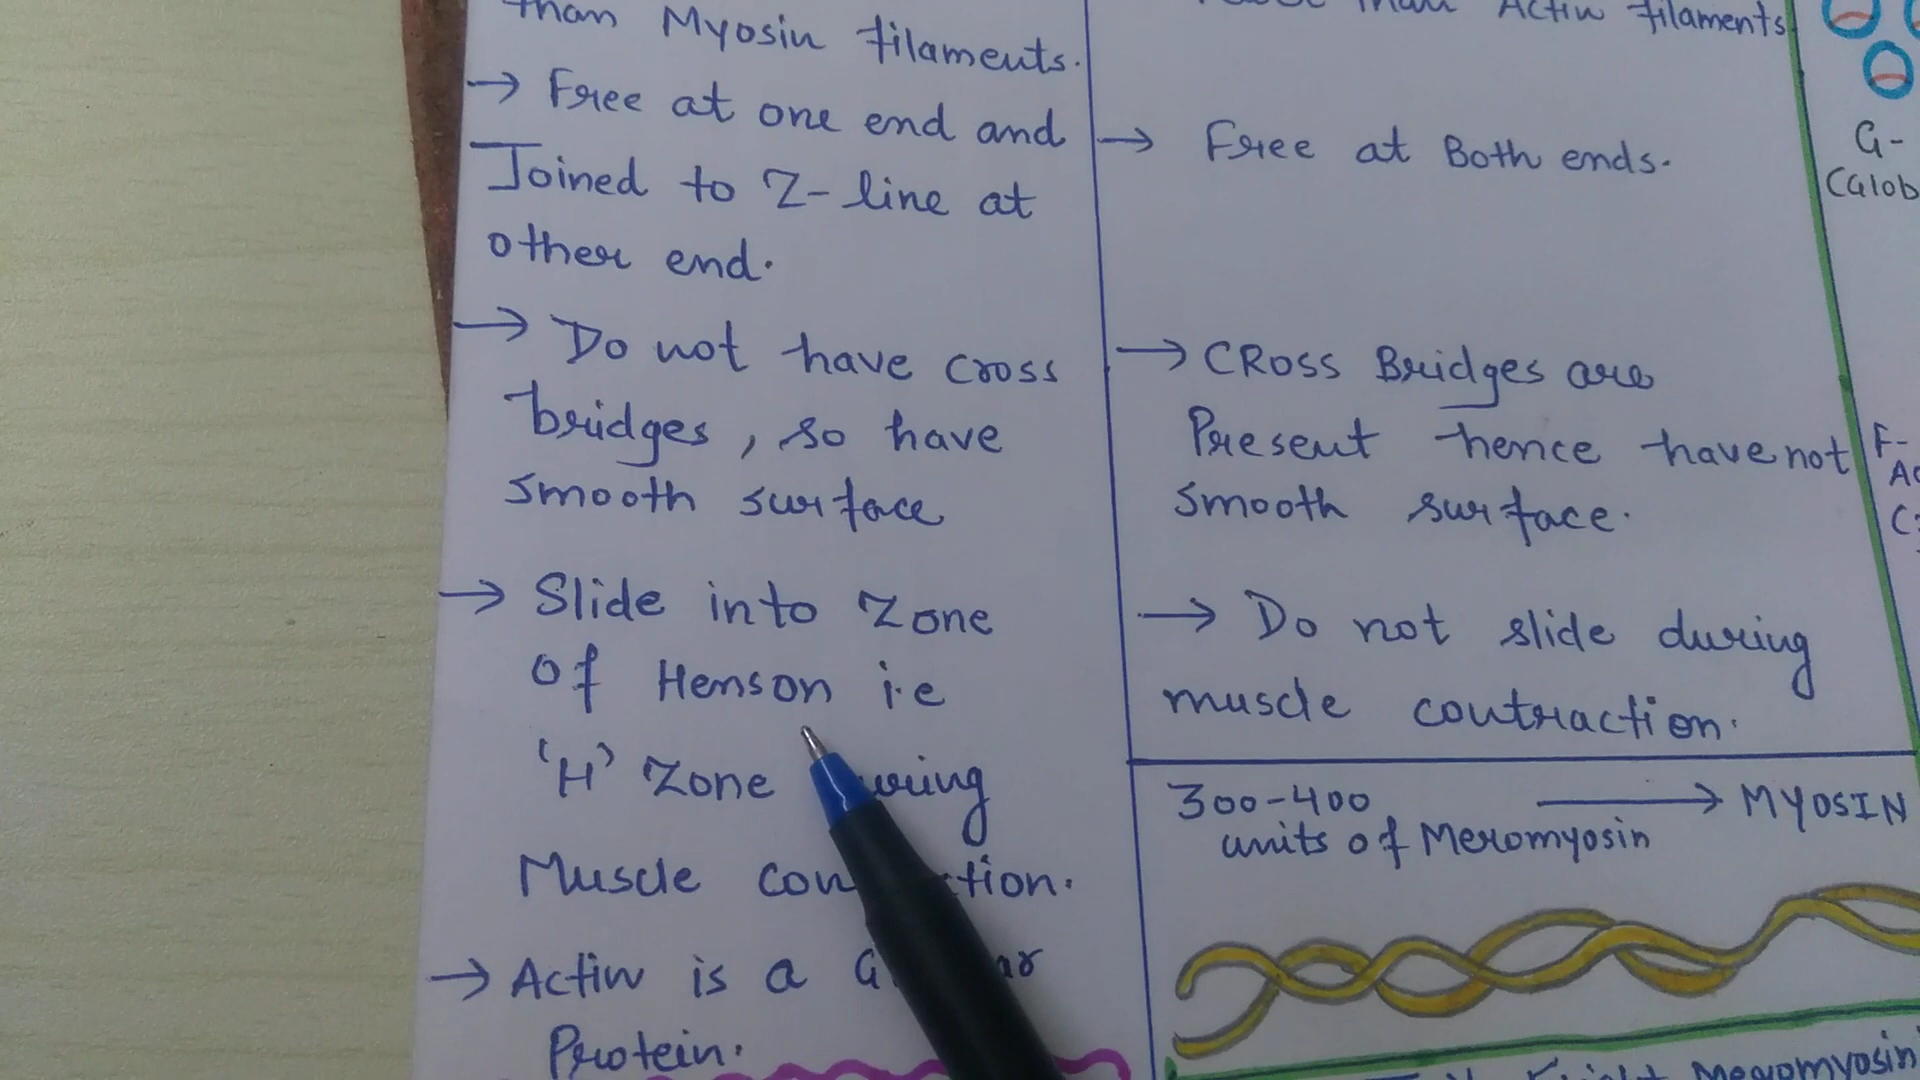 than Myosin filaments.
→ Free at one end and
Joined to Z-line at
other end.
→ Do not have cross
bridges, so have
smooth surface
→ Slide into Zone
of Henson i.e
'H' Zone
Muscle
→ Actin is a
Protein.
than Actin filaments
→ Free at Both ends.
→ CROSS Bridges are
Present hence have not
smooth surface.
→ Do not slide during
muscle contraction.
300-400 → MYOSIN
units of Meromyosin
Meromyosin
G-
(Glob
F-